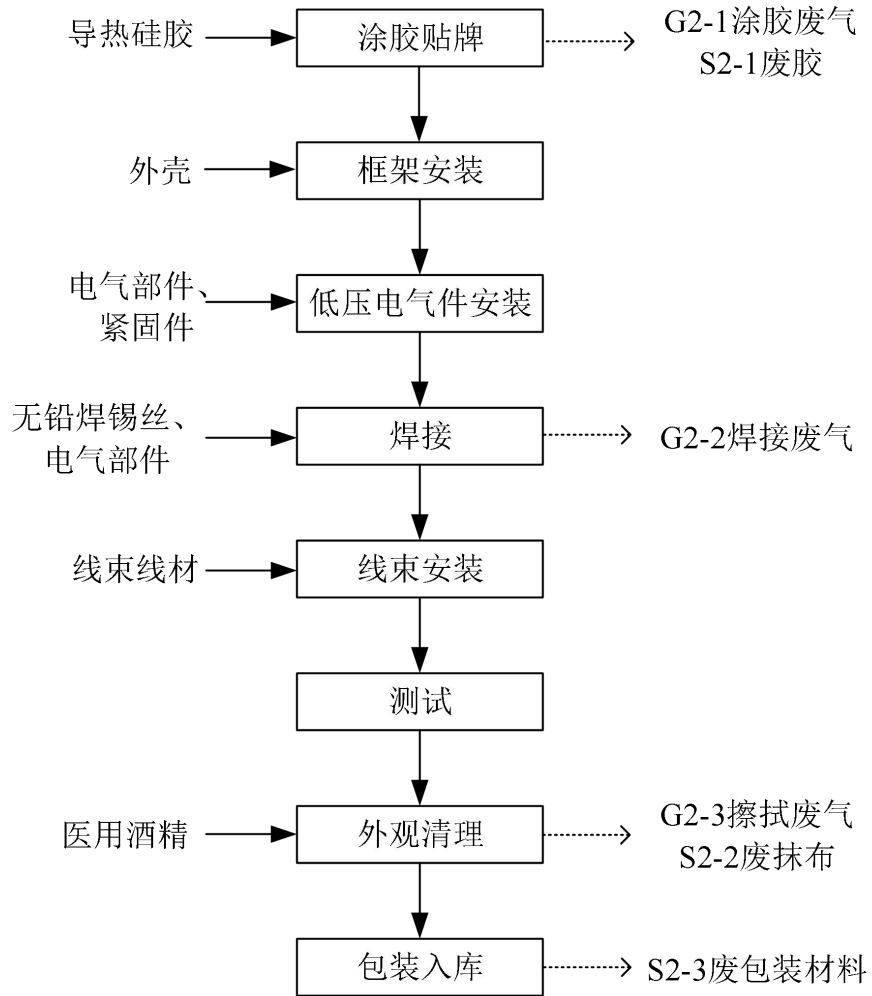 导热硅胶
涂胶贴牌
G2-1涂胶废气
S2-1废胶
外壳
框架安装
电气部件、
紧固件
低压电气件安装
无铅焊锡丝、
电气部件
焊接
G2-2焊接废气
线束线材
线束安装
测试
医用酒精
外观清理
G2-3擦拭废气
S2-2废抹布
包装入库
S2-3废包装材料